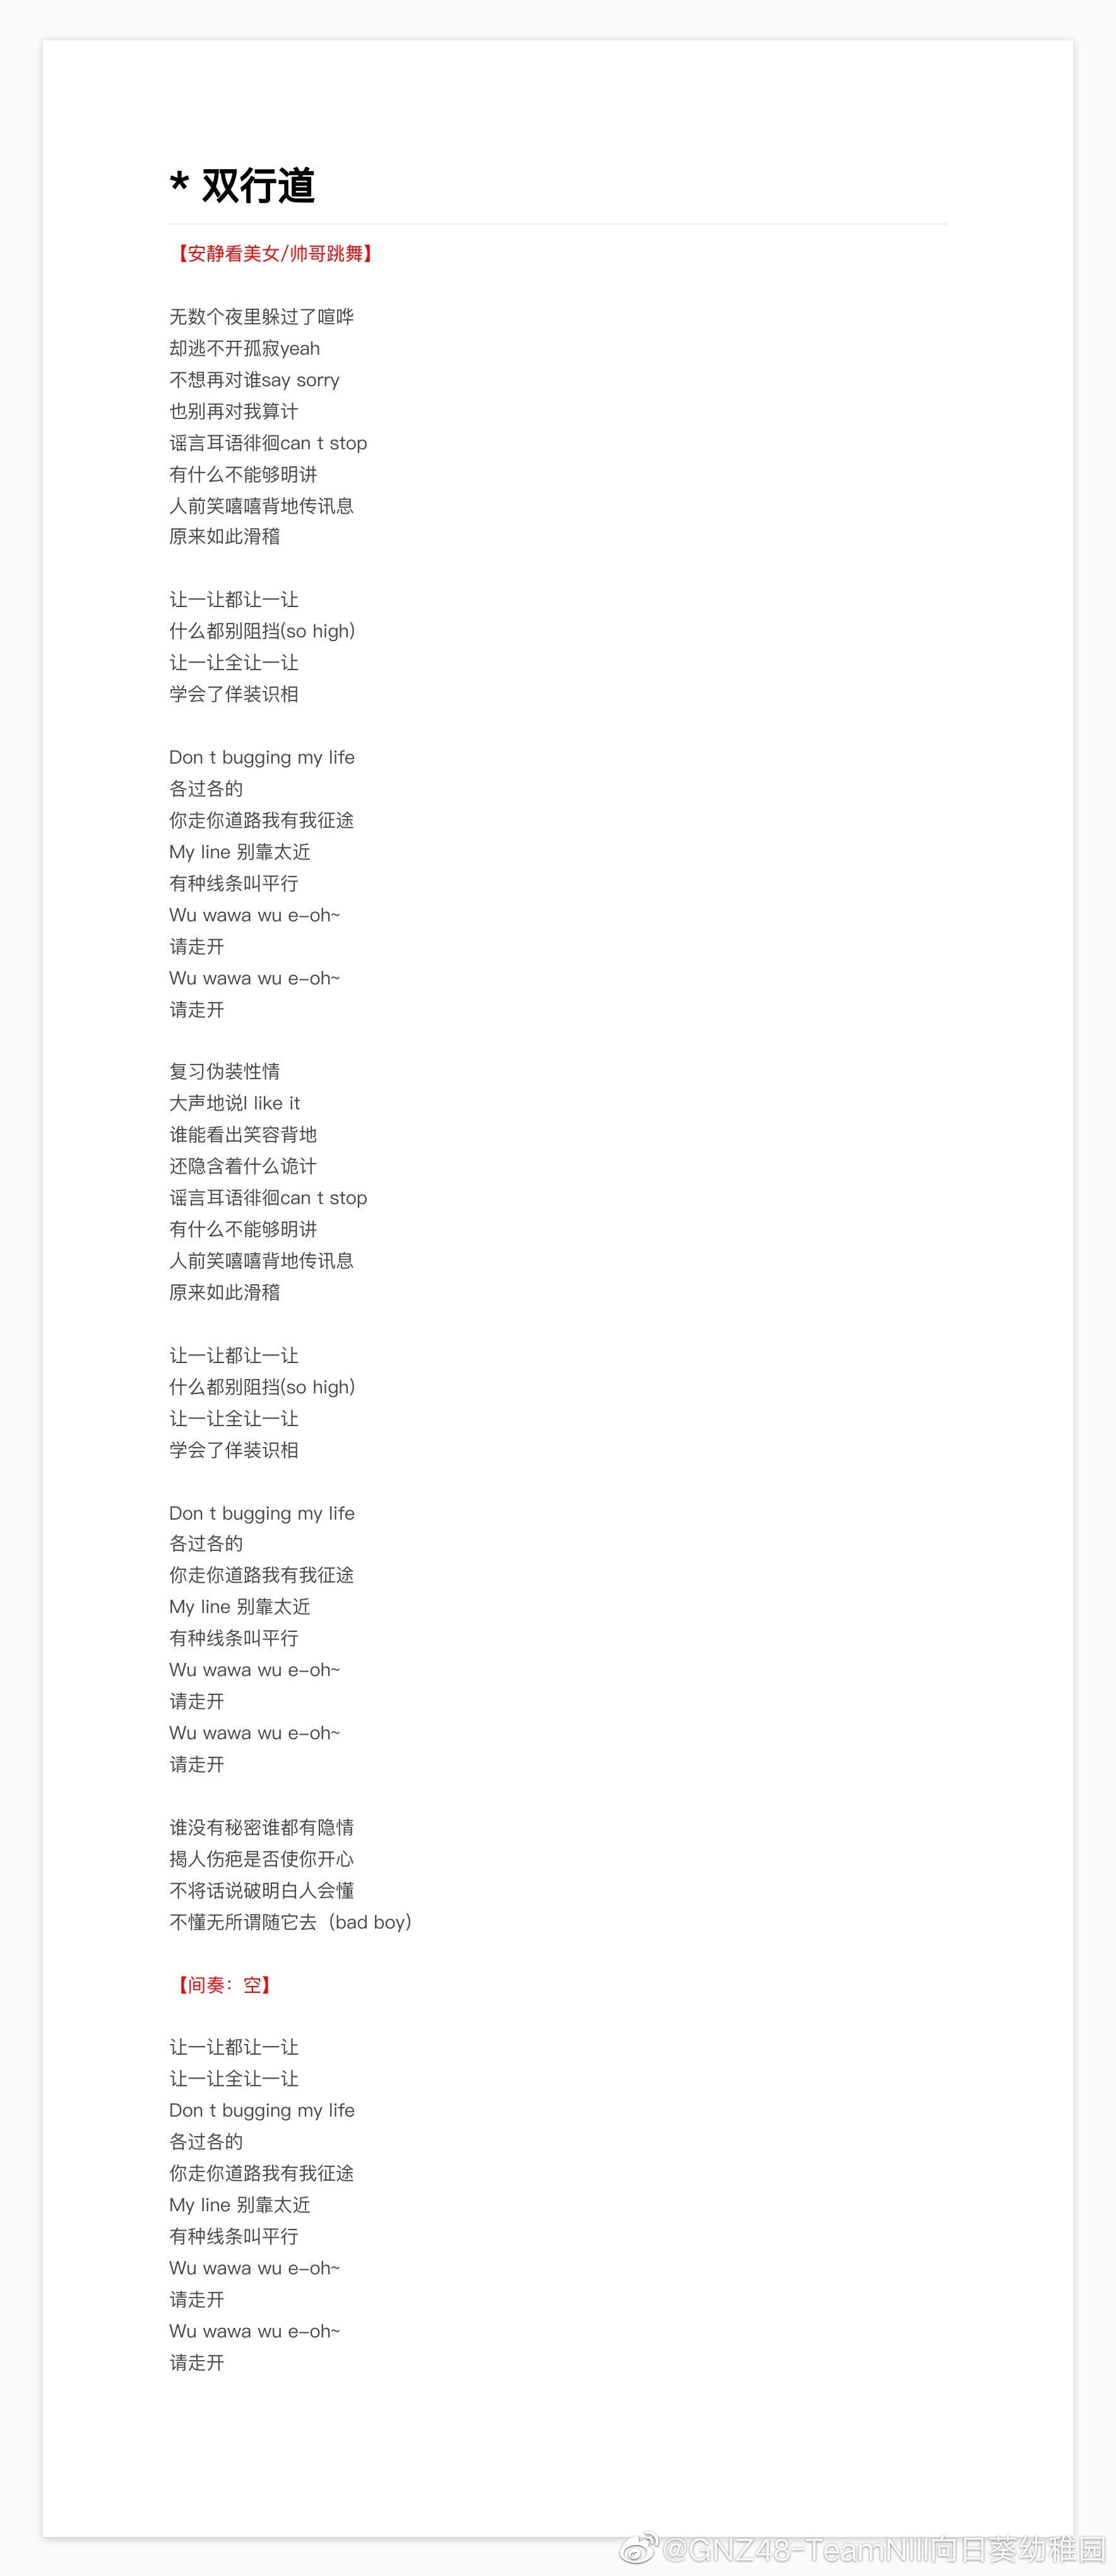 * 双行道
【安静看美女/帅哥跳舞】
无数个夜里躲过了喧哗
却逃不开孤寂yeah
不想再对谁say sorry
也别再对我算计
谣言耳语徘徊can t stop
有什么不能够明讲
人前笑嘻嘻背地传讯息
原来如此滑稽
让一让都让一让
什么都别阻挡(so high)
让一让全让一让
学会了佯装识相
Don t bugging my life
各过各的
你走你道路我有我征途
My line 别靠太近
有种线条叫平行
Wu wawa wu e-oh~
请走开
Wu wawa wu e-oh~
请走开
复习伪装性情
大声地说I like it
谁能看出笑容背地
还隐含着什么诡计
谣言耳语徘徊can t stop
有什么不能够明讲
人前笑嘻嘻背地传讯息
原来如此滑稽
让一让都让一让
什么都别阻挡(so high)
让一让全让一让
学会了佯装识相
Don t bugging my life
各过各的
你走你道路我有我征途
My line 别靠太近
有种线条叫平行
Wu wawa wu e-oh~
请走开
Wu wawa wu e-oh~
请走开
谁没有秘密谁都有隐情
揭人伤疤是否使你开心
不将话说破明白人会懂
不懂无所谓随它去（bad boy）
【间奏：空】
让一让都让一让
让一让全让一让
Don t bugging my life
各过各的
你走你道路我有我征途
My line 别靠太近
有种线条叫平行
Wu wawa wu e-oh~
请走开
Wu wawa wu e-oh~
请走开
@GNZ48-TeamNIII向日葵幼稚园